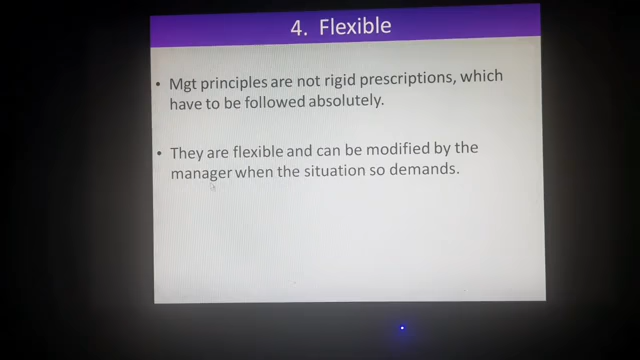 4. Flexible
• Mgt principles are not rigid prescriptions, which
have to be followed absolutely.
• They are flexible and can be modified by the
manager when the situation so demands.